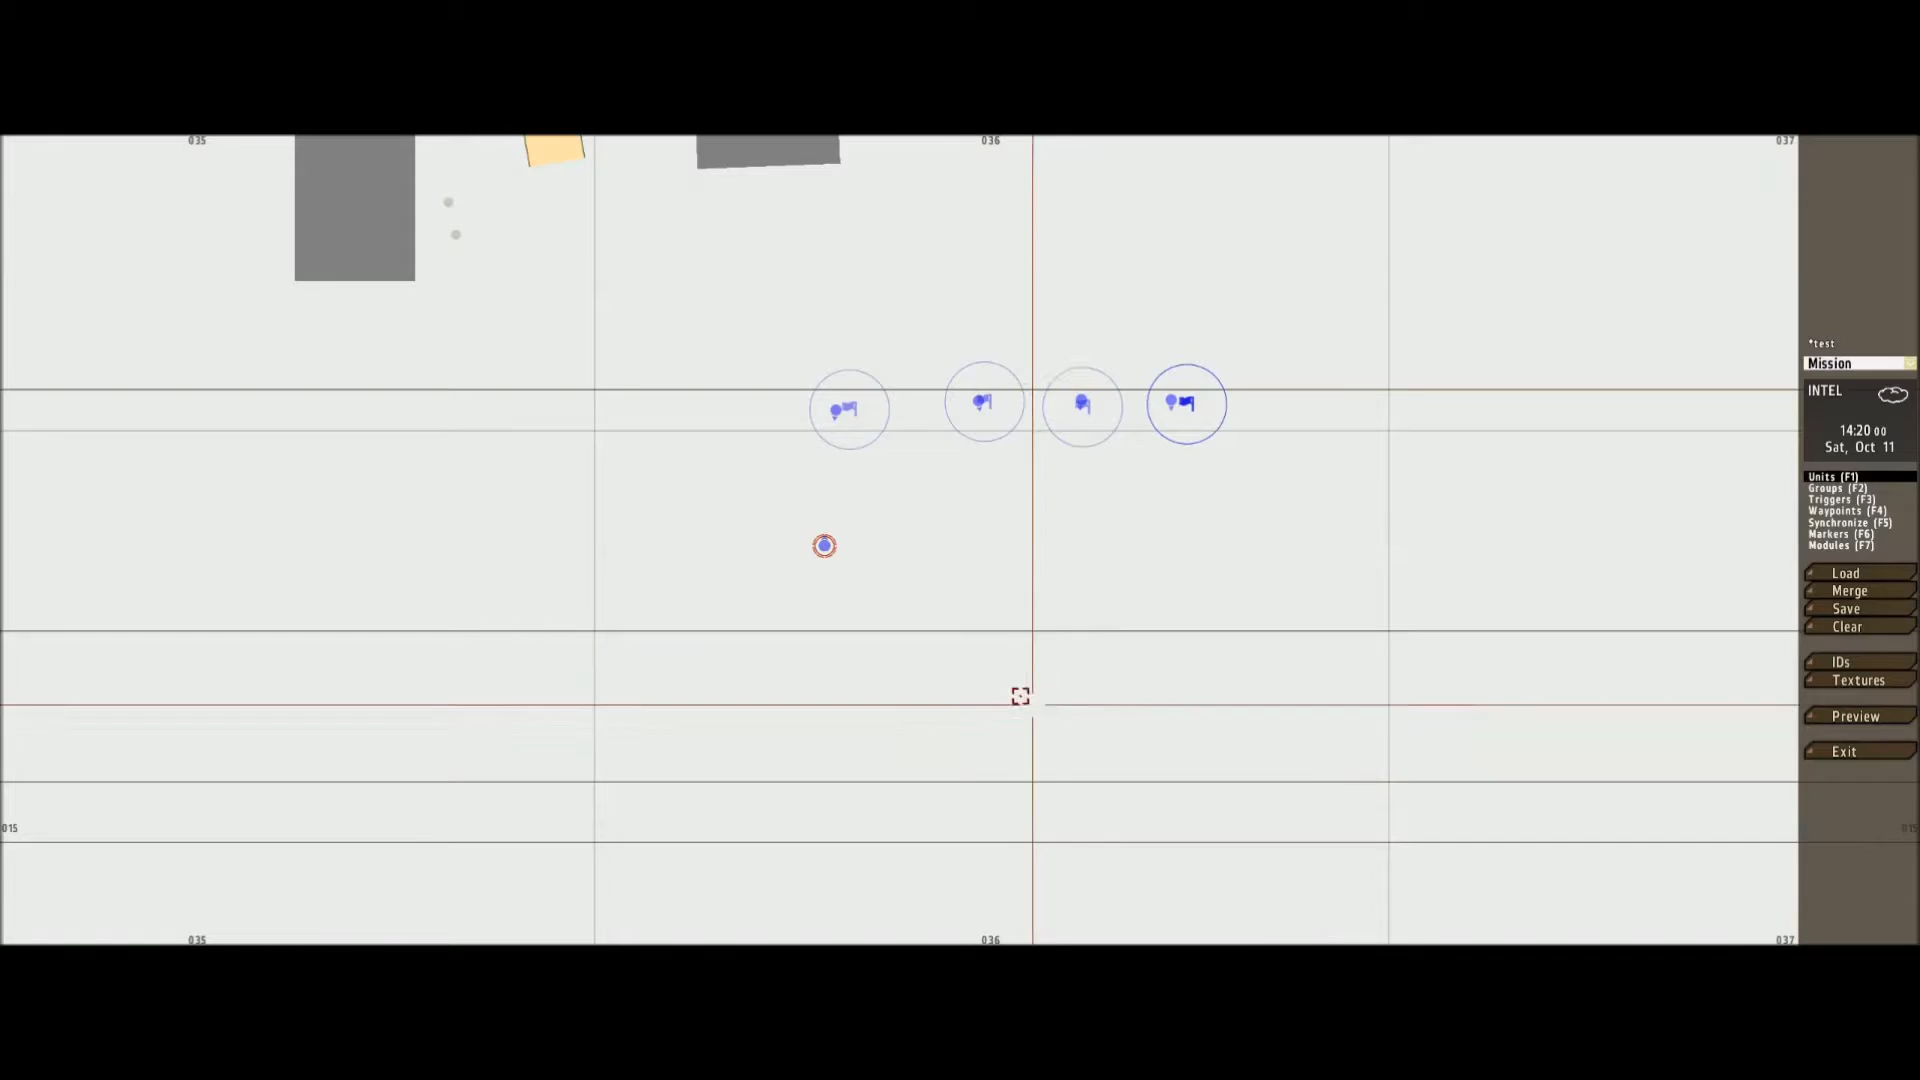 035 036 037
*test
Mission
INTEL
14:20 00
Sat, Oct 11
Units (F1)
Groups (F2)
Triggers (F3)
Waypoints (F4)
Synchronize (F5)
Markers (F6)
Modules (F7)
Load
Merge
Save
Clear
IDs
Textures
Preview
Exit
015 015
035 036 037